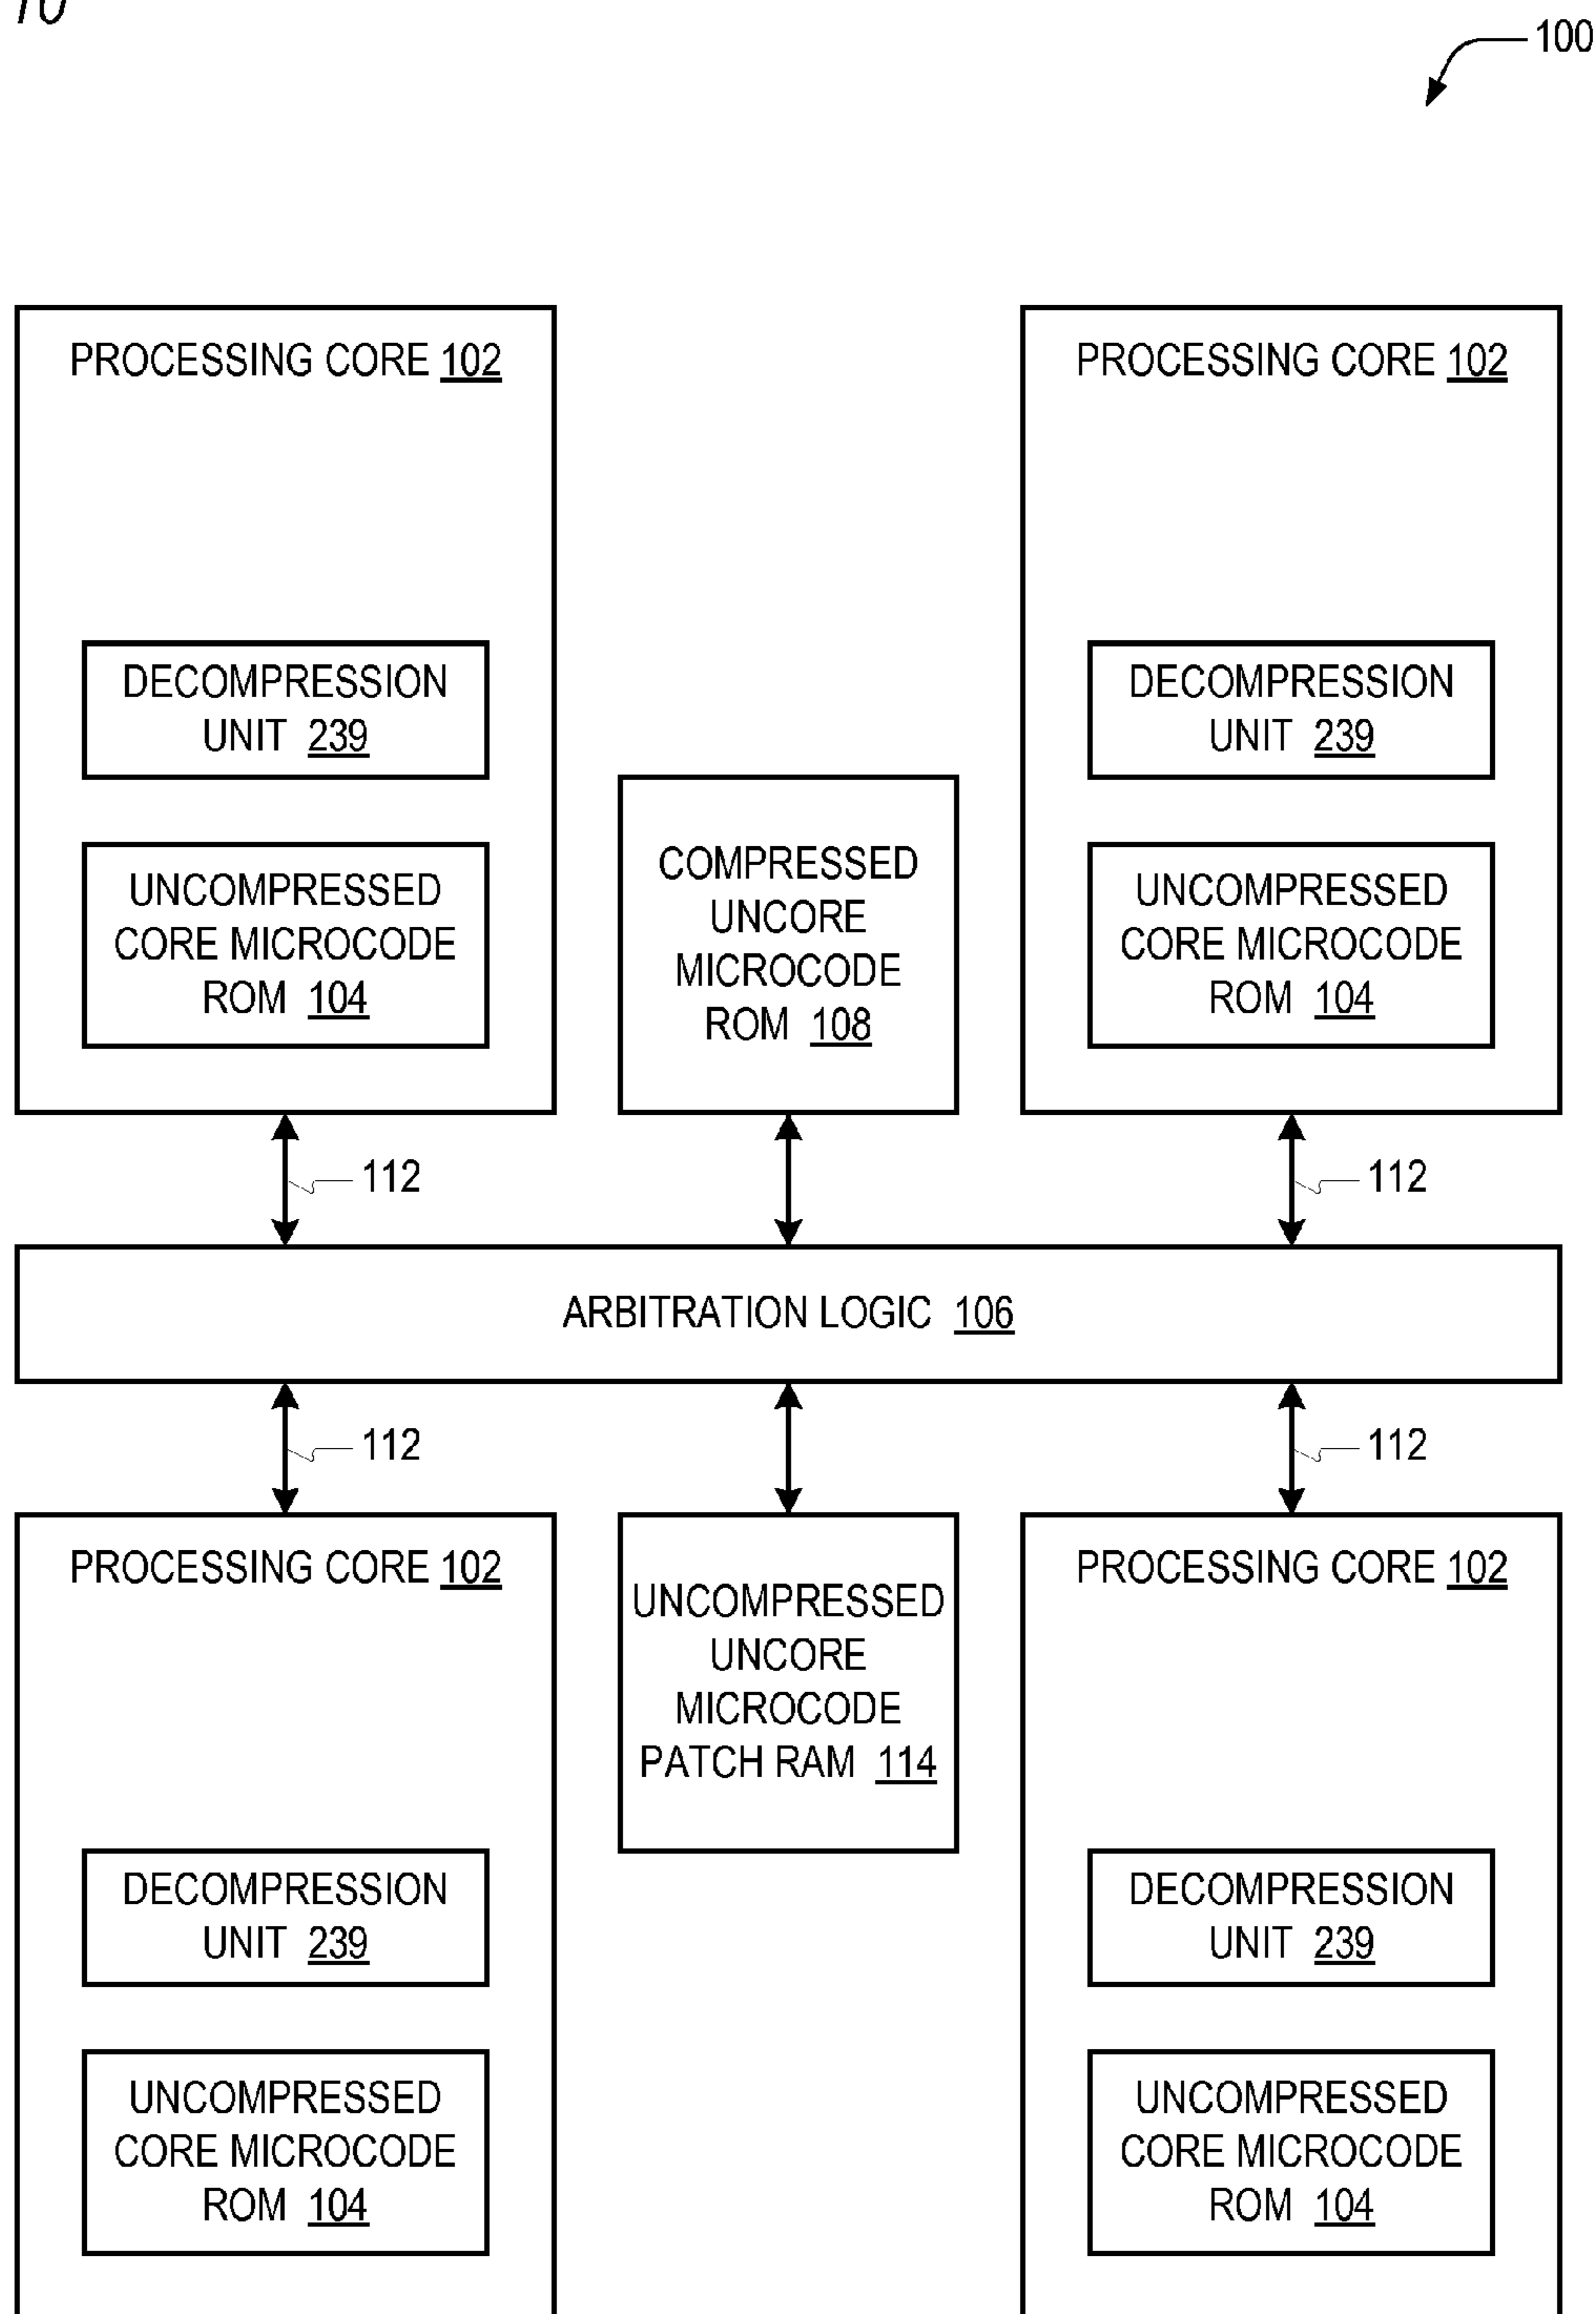 10
100
PROCESSING CORE 102
DECOMPRESSION
UNIT 239
UNCOMPRESSED
CORE MICROCODE
ROM 104
COMPRESSED
UNCORE
MICROCODE
ROM 108
PROCESSING CORE 102
DECOMPRESSION
UNIT 239
UNCOMPRESSED
CORE MICROCODE
ROM 104
112
112
ARBITRATION LOGIC 106
112
112
PROCESSING CORE 102
DECOMPRESSION
UNIT 239
UNCOMPRESSED
CORE MICROCODE
ROM 104
UNCOMPRESSED
UNCORE
MICROCODE
PATCH RAM 114
PROCESSING CORE 102
DECOMPRESSION
UNIT 239
UNCOMPRESSED
CORE MICROCODE
ROM 104